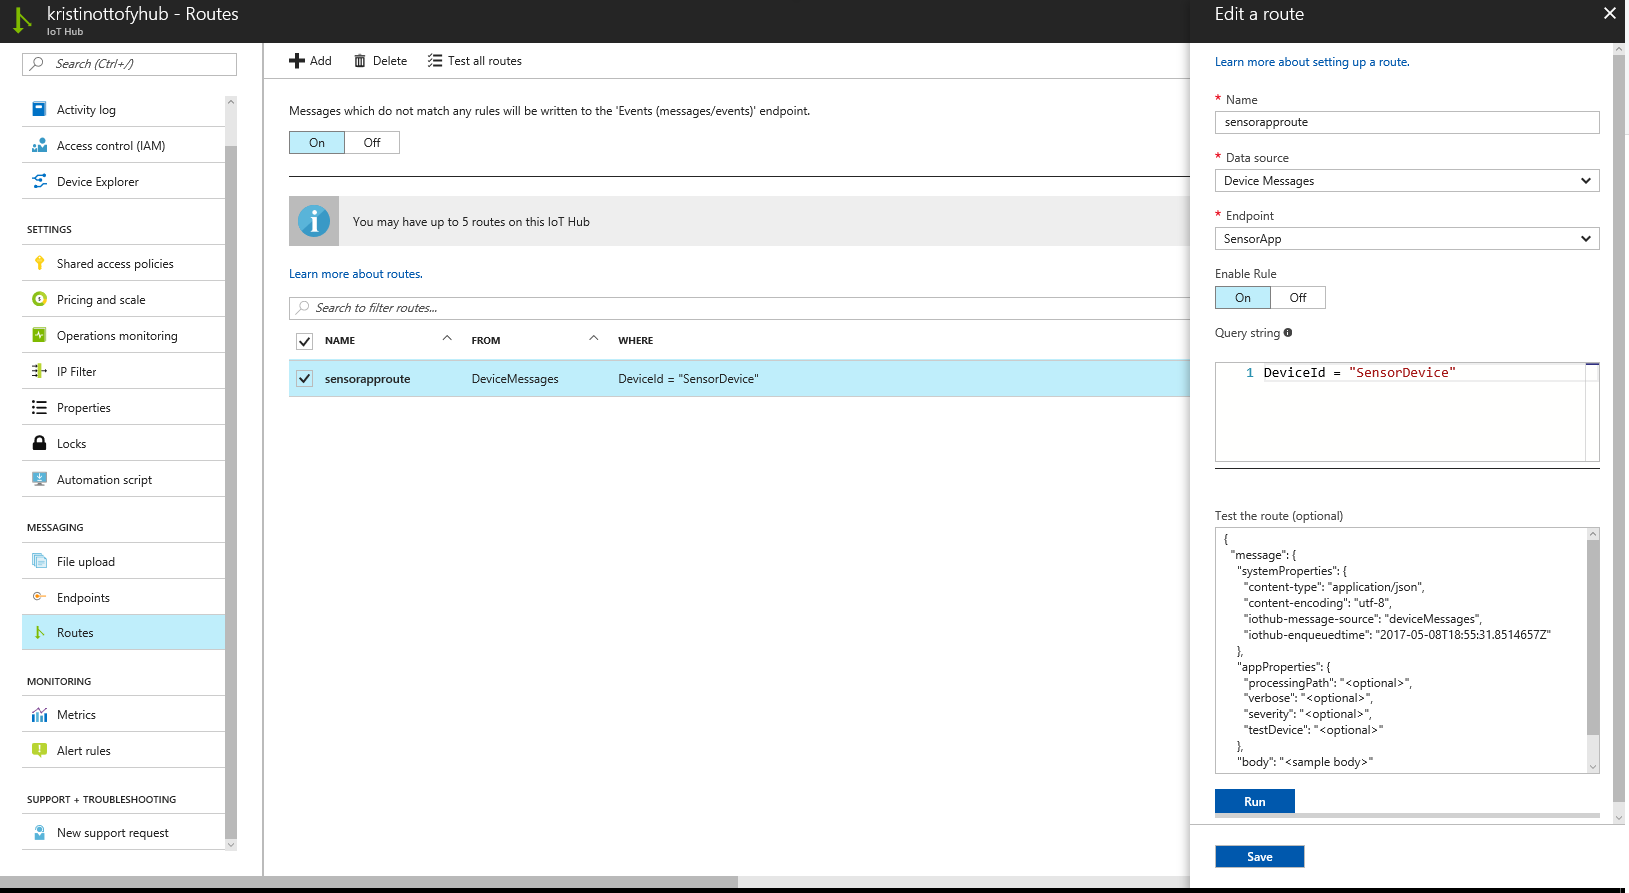 kristinottofyhub - Routes
IoT Hub
Search (Ctrl+/)
Activity log
Access control (IAM)
Device Explorer
SETTINGS
Shared access policies
Pricing and scale
Operations monitoring
IP Filter
Properties
Locks
Automation script
MESSAGING
File upload
Endpoints
Routes
MONITORING
Metrics
Alert rules
SUPPORT + TROUBLESHOOTING
New support request
Add Delete Test all routes
Messages which do not match any rules will be written to the 'Events (messages/events)' endpoint.
On Off
You may have up to 5 routes on this IoT Hub
Learn more about routes.
Search to filter routes...
NAME FROM WHERE
sensorapproute DeviceMessages DeviceId = "SensorDevice"
Edit a route
Learn more about setting up a route.
* Name
sensorapproute
* Data source
Device Messages
* Endpoint
SensorApp
Enable Rule
On Off
Query string
1 DeviceId = "SensorDevice"
Test the route (optional)
{
"message": {
"systemProperties": {
"content-type": "application/json",
"content-encoding": "utf-8",
"iothub-message-source": "deviceMessages",
"iothub-enqueuedtime": "2017-05-08T18:55:31.8514657Z"
},
"appProperties": {
"processingPath": "<optional>",
"verbose": "<optional>",
"severity": "<optional>",
"testDevice": "<optional>"
},
"body": "<sample body>"
Run
Save